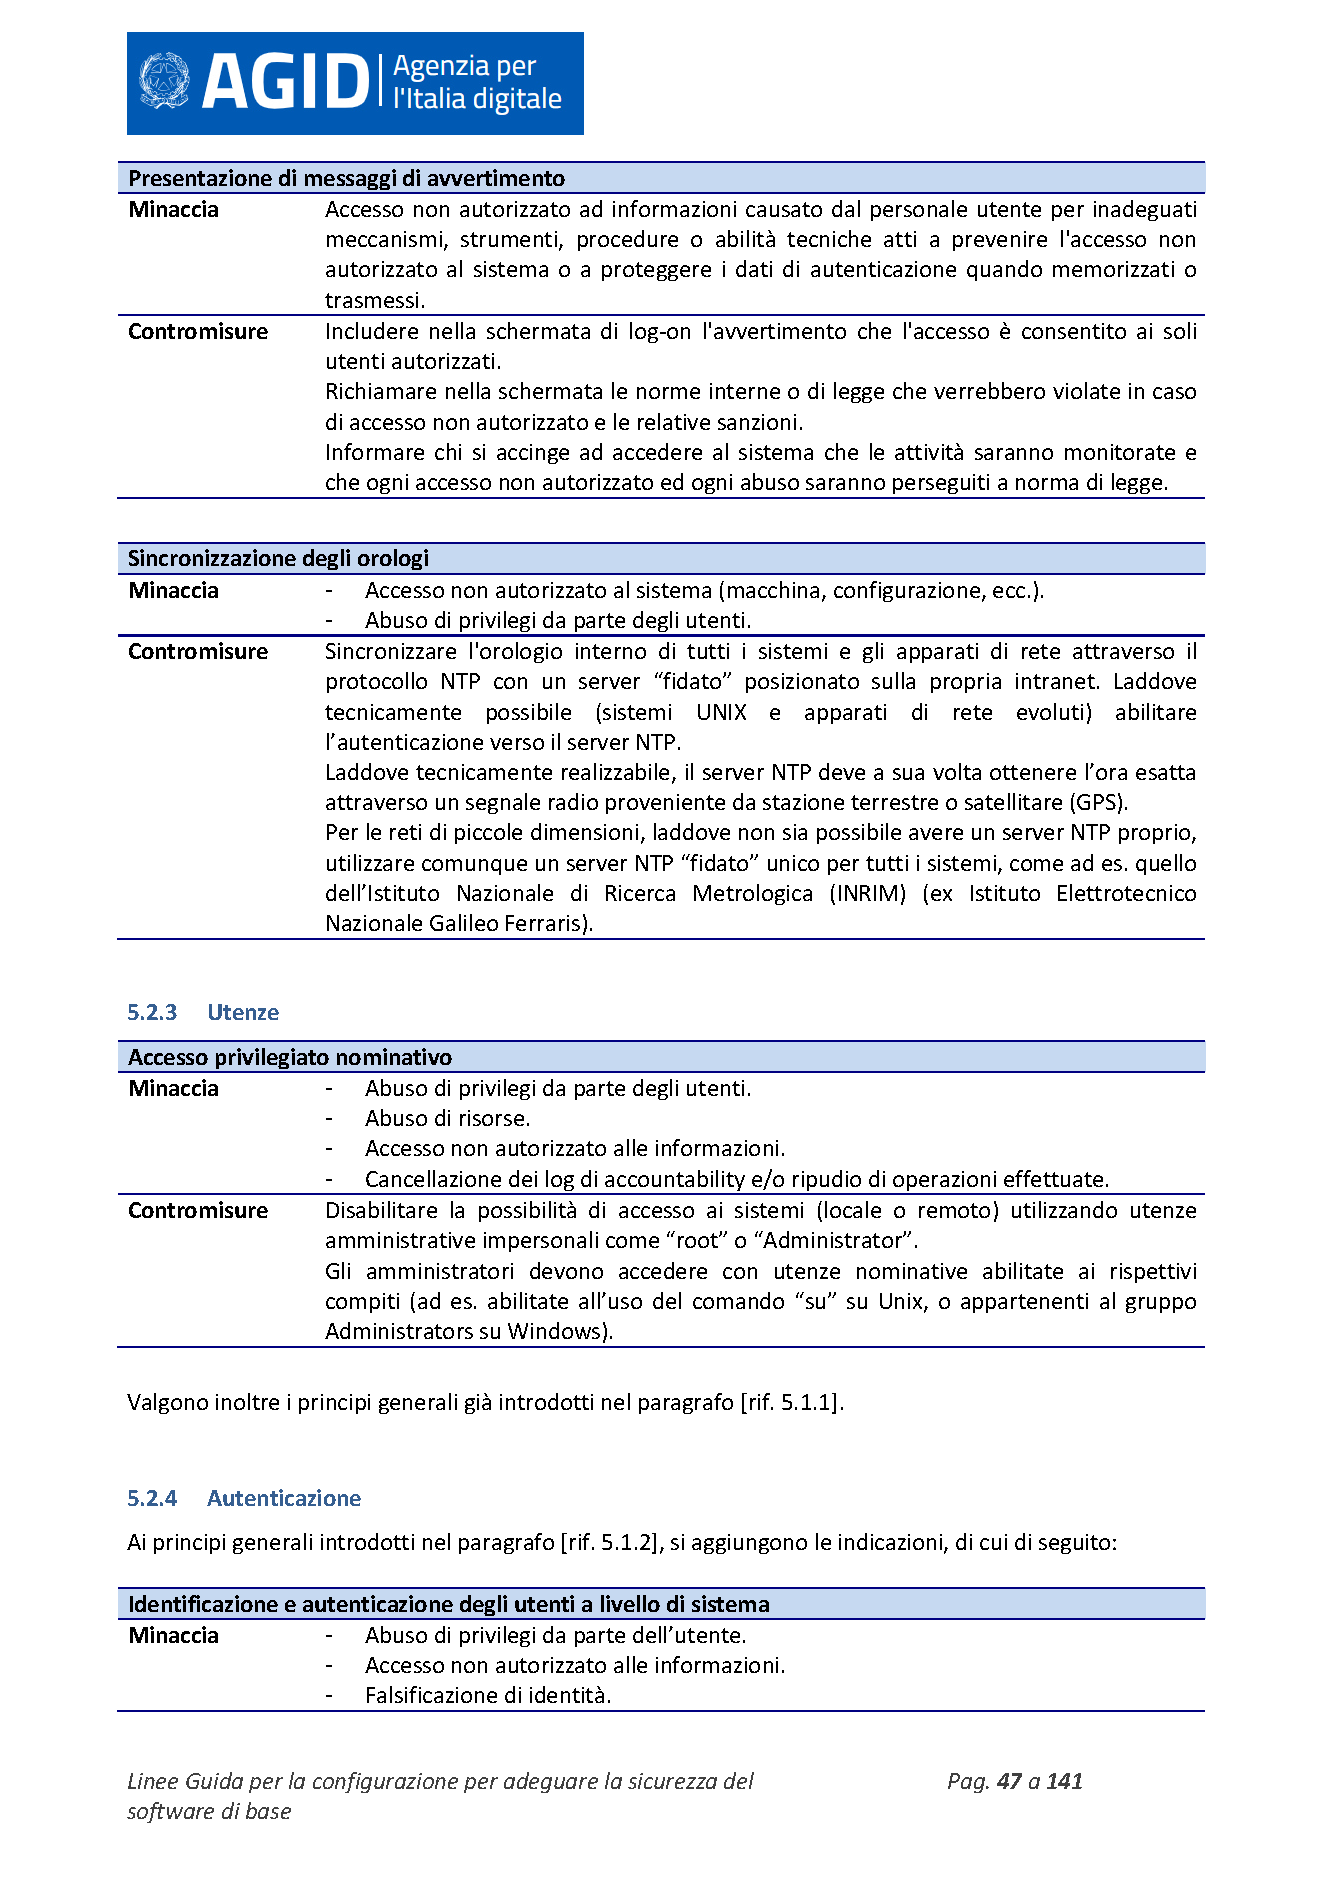 AGID Agenzia per
l'Italia digitale
Presentazione di messaggi di avvertimento
Minaccia Accesso non autorizzato ad informazioni causato dal personale utente per inadeguati
meccanismi, strumenti, procedure o abilità tecniche atti a prevenire l'accesso non
autorizzato al sistema o a proteggere i dati di autenticazione quando memorizzati o
trasmessi.
Contromisure Includere nella schermata di log-on l'avvertimento che l'accesso è consentito ai soli
utenti autorizzati.
Richiamare nella schermata le norme interne o di legge che verrebbero violate in caso
di accesso non autorizzato e le relative sanzioni.
Informare chi si accinge ad accedere al sistema che le attività saranno monitorate e
che ogni accesso non autorizzato ed ogni abuso saranno perseguiti a norma di legge.
Sincronizzazione degli orologi
Minaccia - Accesso non autorizzato al sistema (macchina, configurazione, ecc.).
- Abuso di privilegi da parte degli utenti.
Contromisure Sincronizzare l'orologio interno di tutti i sistemi e gli apparati di rete attraverso il
protocollo NTP con un server “fidato” posizionato sulla propria intranet. Laddove
tecnicamente possibile (sistemi UNIX e apparati di rete evoluti) abilitare
l’autenticazione verso il server NTP.
Laddove tecnicamente realizzabile, il server NTP deve a sua volta ottenere l’ora esatta
attraverso un segnale radio proveniente da stazione terrestre o satellitare (GPS).
Per le reti di piccole dimensioni, laddove non sia possibile avere un server NTP proprio,
utilizzare comunque un server NTP “fidato” unico per tutti i sistemi, come ad es. quello
dell’Istituto Nazionale di Ricerca Metrologica (INRIM) (ex Istituto Elettrotecnico
Nazionale Galileo Ferraris).
5.2.3 Utenze
Accesso privilegiato nominativo
Minaccia - Abuso di privilegi da parte degli utenti.
- Abuso di risorse.
- Accesso non autorizzato alle informazioni.
- Cancellazione dei log di accountability e/o ripudio di operazioni effettuate.
Contromisure Disabilitare la possibilità di accesso ai sistemi (locale o remoto) utilizzando utenze
amministrative impersonali come “root” o “Administrator”.
Gli amministratori devono accedere con utenze nominative abilitate ai rispettivi
compiti (ad es. abilitate all’uso del comando “su” su Unix, o appartenenti al gruppo
Administrators su Windows).
Valgono inoltre i principi generali già introdotti nel paragrafo [rif. 5.1.1].
5.2.4 Autenticazione
Ai principi generali introdotti nel paragrafo [rif. 5.1.2], si aggiungono le indicazioni, di cui di seguito:
Identificazione e autenticazione degli utenti a livello di sistema
Minaccia - Abuso di privilegi da parte dell’utente.
- Accesso non autorizzato alle informazioni.
- Falsificazione di identità.
Linee Guida per la configurazione per adeguare la sicurezza del Pag. 47 a 141
software di base